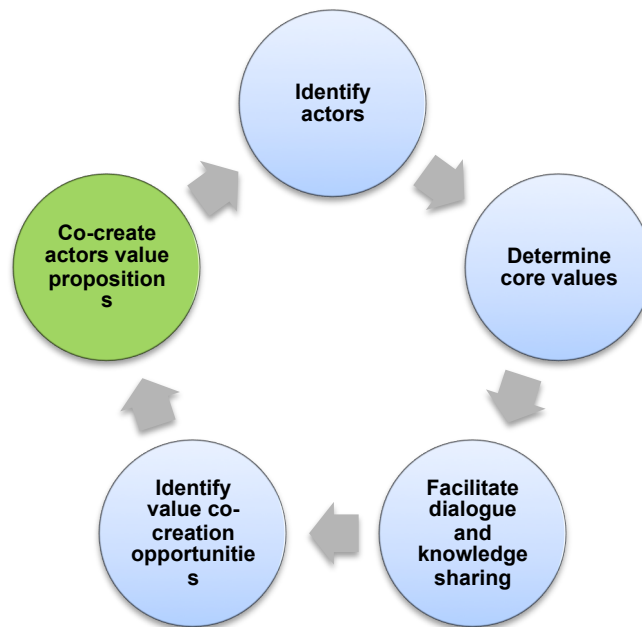 Identify
actors
Determine
core values
Facilitate
dialogue
and
knowledge
sharing
Identify
value co-
creation
opportunitie
s
Co-create
actors value
proposition
s